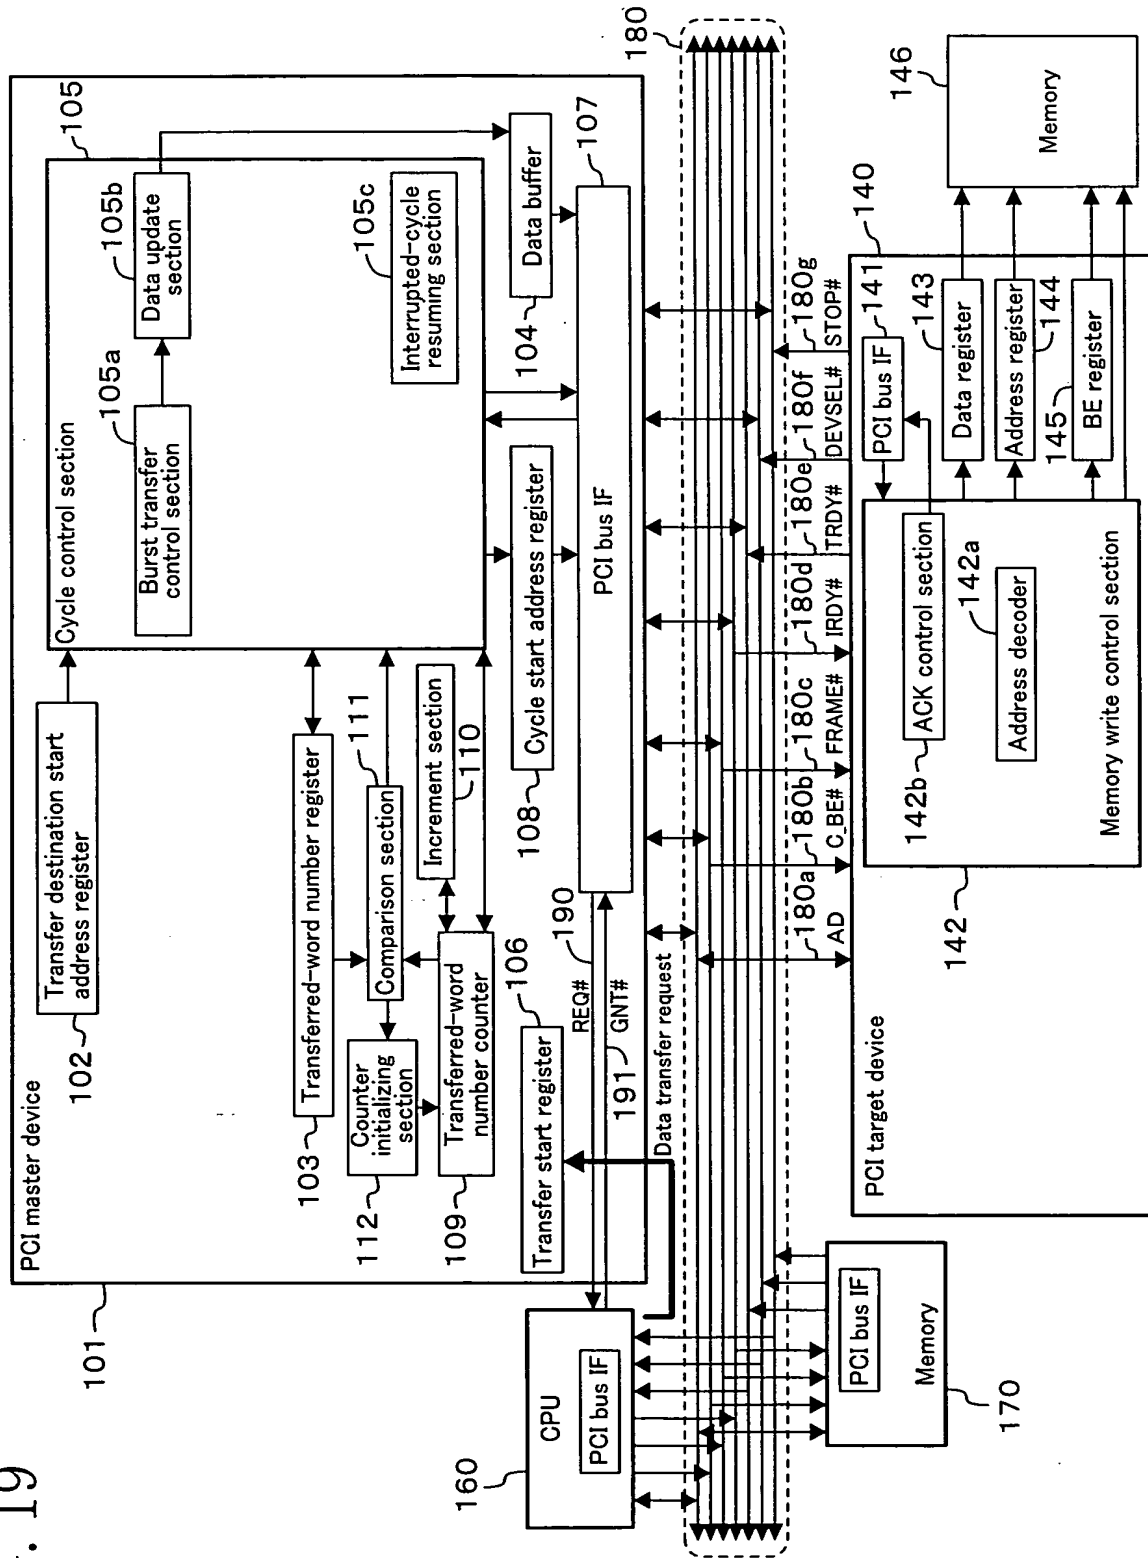 . 19
PCI master device
101
Transfer destination start
address register
102
Cycle control section
105
Burst transfer
control section
105a
Data update
section
105b
Interrupted-cycle
resuming section
105c
Transferred-word number register
103
Comparison section
111
Counter
initializing
section
112
Increment section
110
Transferred-word
number counter
109
Cycle start address register
108
Data buffer
104
Transfer start register
106
PCI bus IF
107
REQ#
190
GNT#
191
Data transfer request
CPU
PCI bus IF
160
180
AD
180a
C_BE#
180b
FRAME#
180c
IRDY#
180d
TRDY#
180e
DEVSEL#
180f
STOP#
180g
PCI bus IF
Memory
170
PCI target device
140
142
142b
ACK control section
142a
Address decoder
Memory write control section
PCI bus IF
141
Data register
143
Address register
144
BE register
145
Memory
146